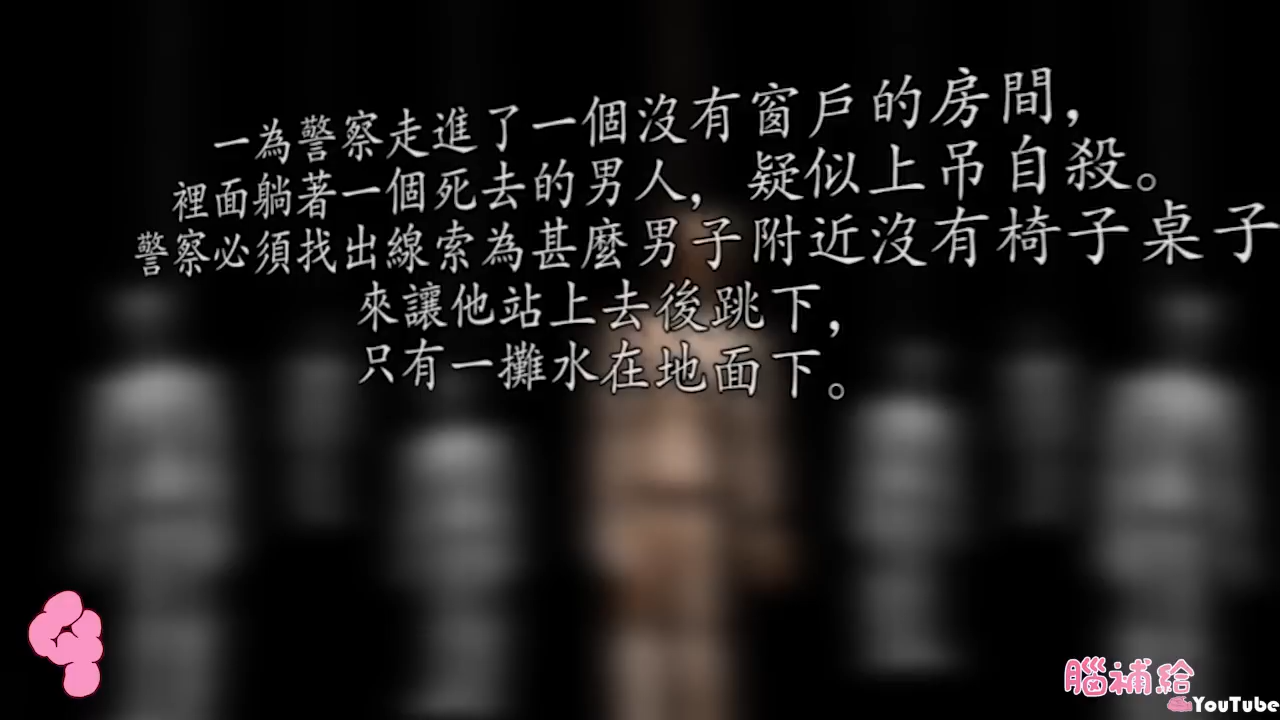 一為警察走進了一個沒有窗戶的房間，
裡面躺著一個死去的男人，疑似上吊自殺。
警察必須找出線索為甚麼男子附近沒有椅子桌子
來讓他站上去後跳下，
只有一攤水在地面下。
腦補給
YouTube